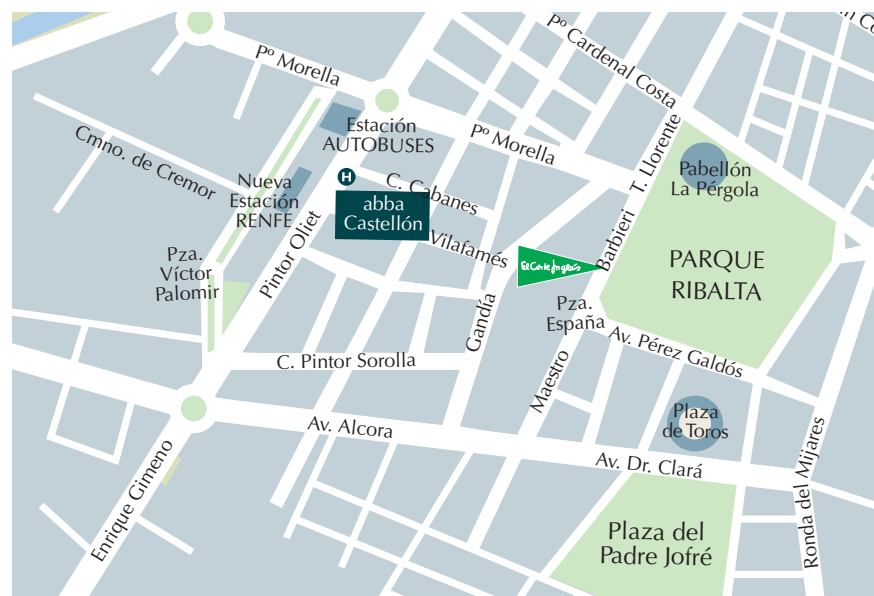 Pº Morella
Pº Cardenal Costa
Estación
AUTOBUSES
Pº Morella
T. Llorente
Pabellón
La Pérgola
Cmno. de Cremor
Nueva
Estación
RENFE
H
C. Cabanes
abba
Castellón
Vilafamés
El Corte Inglés
Barbieri
PARQUE
RIBALTA
Pza.
Víctor
Palomir
Pintor Oliet
Gandía
Pza.
España
Av. Pérez Galdós
C. Pintor Sorolla
Maestro
Av. Alcora
Plaza
de Toros
Av. Dr. Clará
Enrique Gimeno
Ronda del Mijares
Plaza del
Padre Jofré